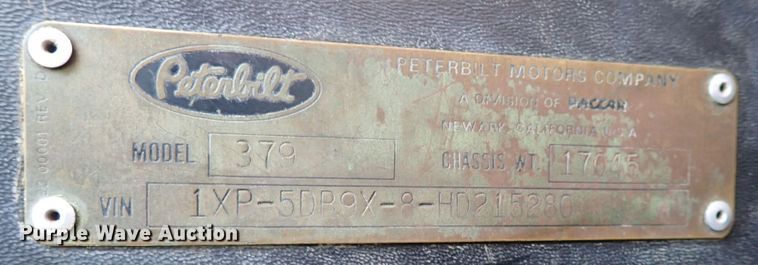 Peterbilt
PETERBILT MOTORS COMPANY
A DIVISION OF PACCAR
NEWARK, CALIFORNIA U.S.A
MODEL 379 CHASSIS WT. 17045
VIN 1XP-5DB9X-8-HD215280
Purple Wave Auction